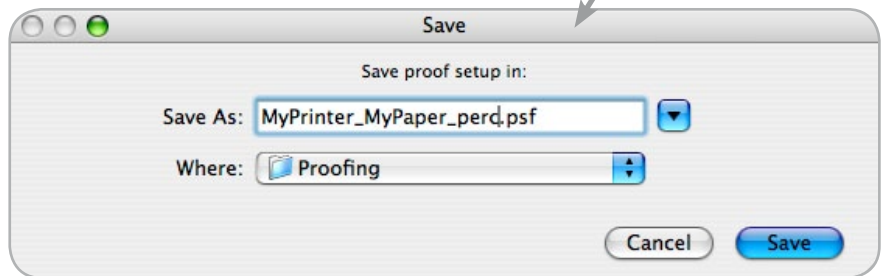 Save
Save proof setup in:
Save As: MyPrinter_MyPaper_perc.psf
Where: Proofing
Cancel Save